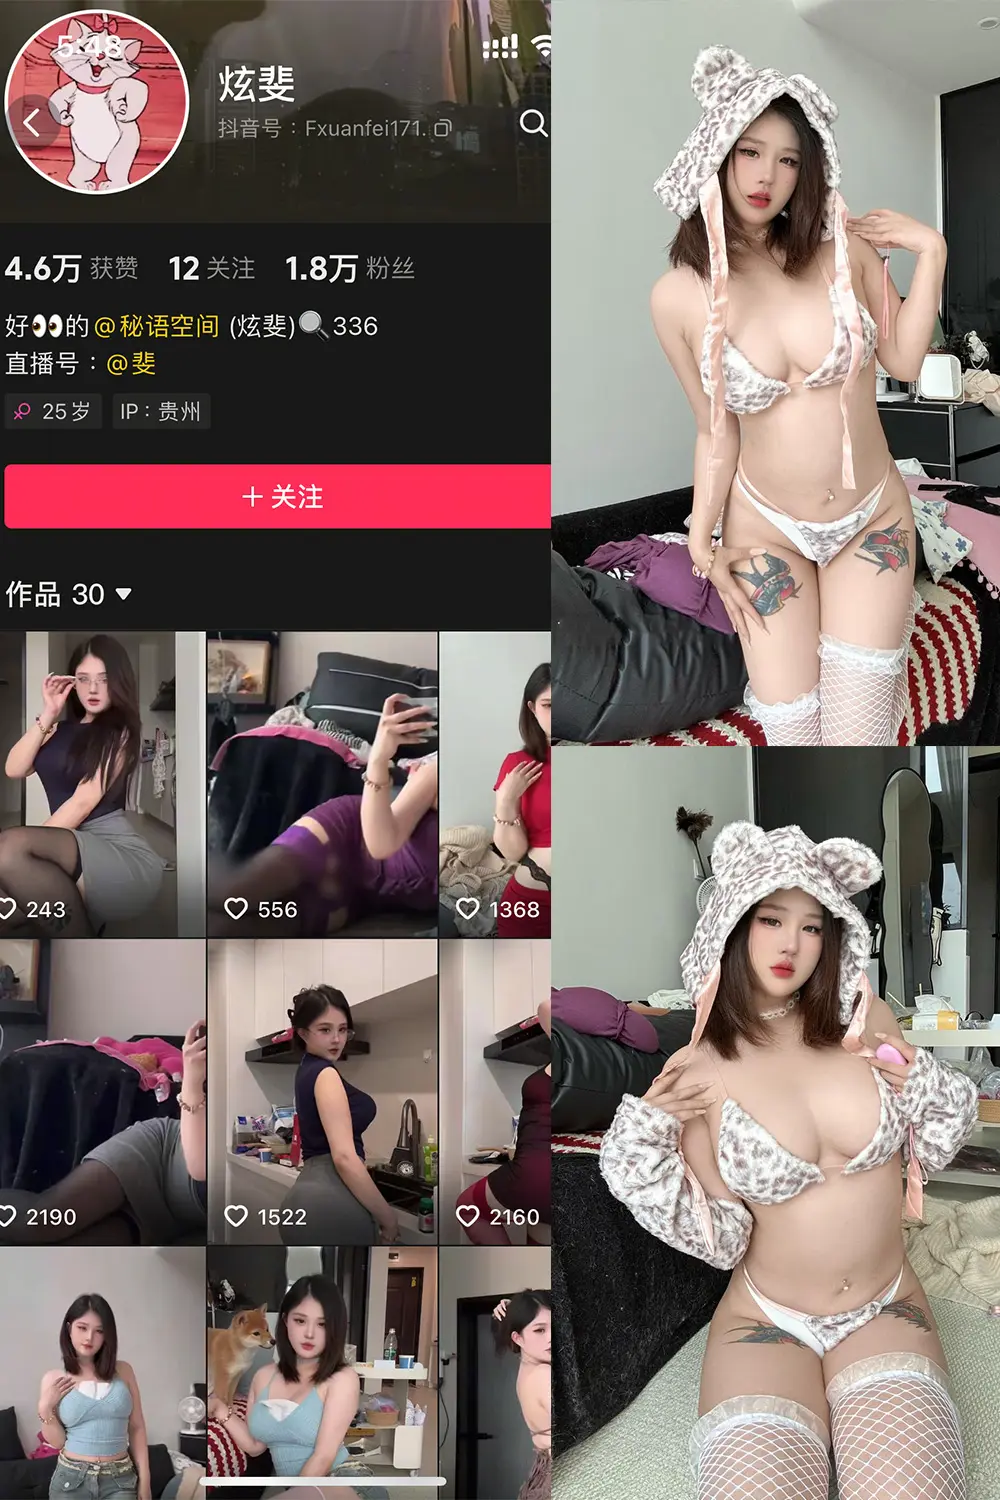 5:48
炫斐
抖音号：Fxuanfei171.
4.6万 获赞 12 关注 1.8万 粉丝
好👀的 @秘语空间 (炫斐)🔍336
直播号：@斐
25岁 IP：贵州
＋关注
作品 30
243 556 1368
2190 1522 2160